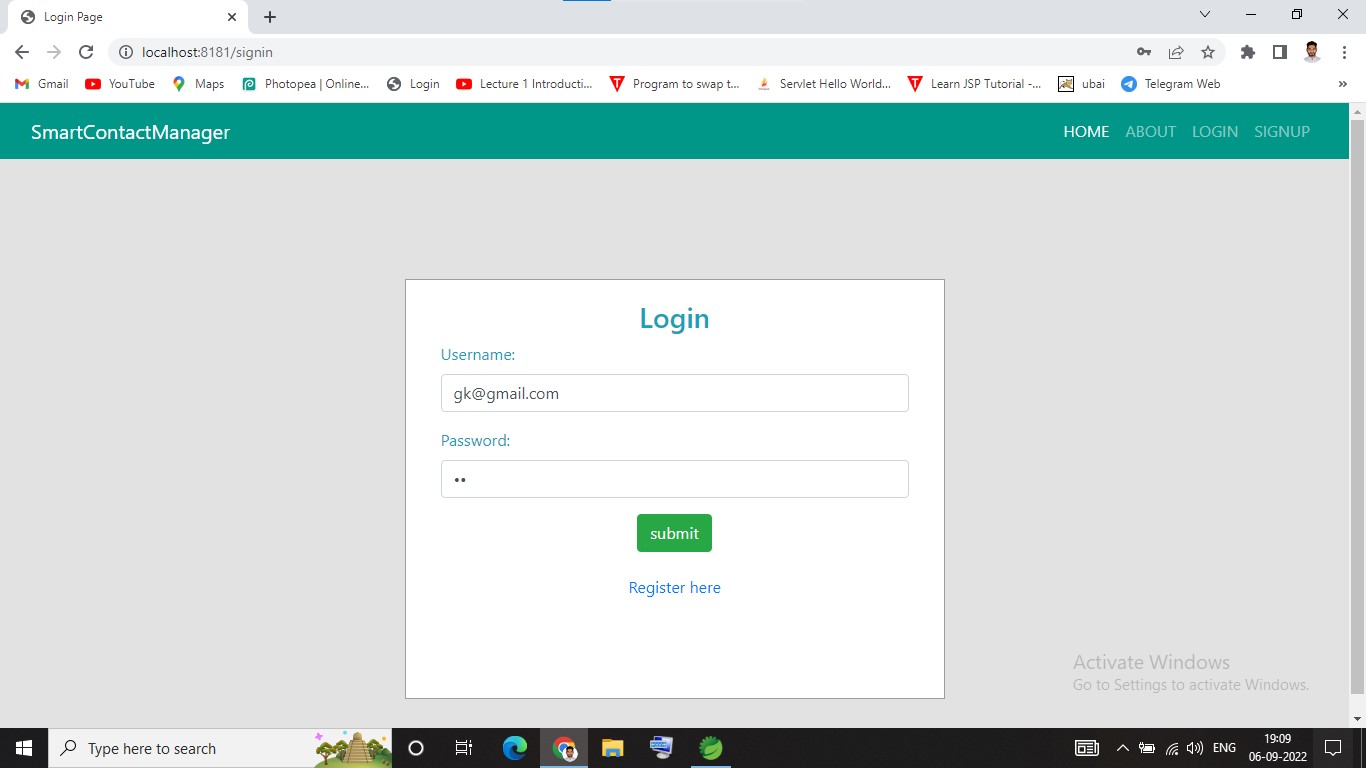 Login Page
localhost:8181/signin
Gmail YouTube Maps Photopea | Online... Login Lecture 1 Introducti... Program to swap t... Servlet Hello World... Learn JSP Tutorial -... ubai Telegram Web »
SmartContactManager HOME ABOUT LOGIN SIGNUP
Login
Username:
gk@gmail.com
Password:
••
submit
Register here
Activate Windows
Go to Settings to activate Windows.
Type here to search
ENG
19:09
06-09-2022